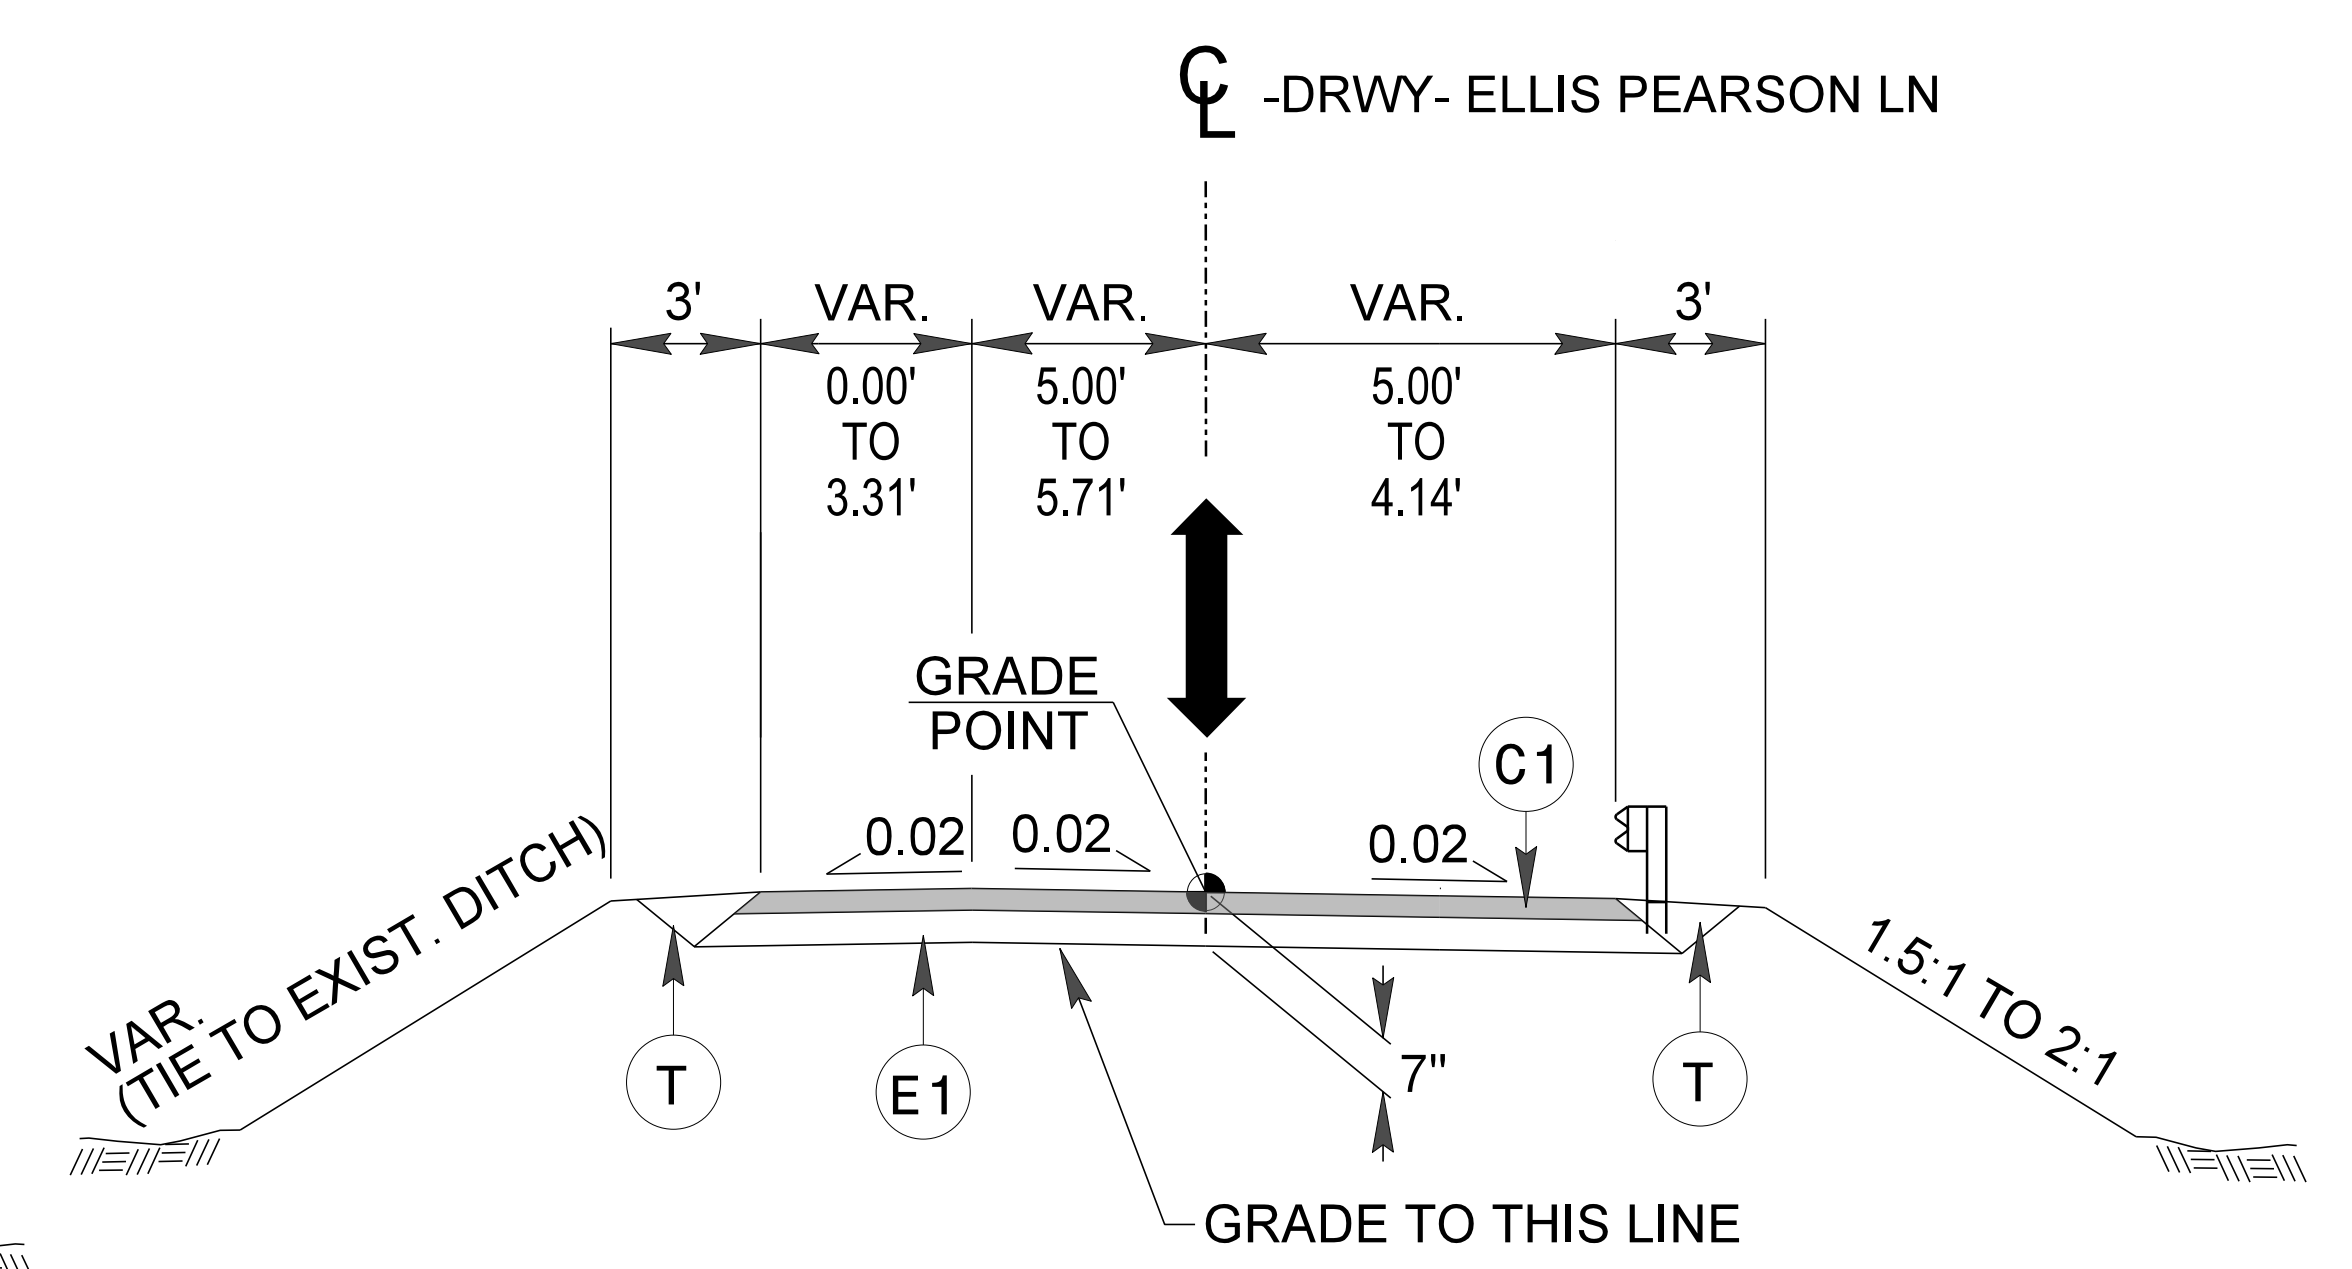 CL -DRWY- ELLIS PEARSON LN
3' VAR. VAR. VAR. 3'
0.00' 5.00' 5.00'
TO TO TO
3.31' 5.71' 4.14'
GRADE
POINT
C1
0.02 0.02 0.02
VAR.
(TIE TO EXIST. DITCH)
1.5:1 TO 2:1
T E1 7" T
GRADE TO THIS LINE